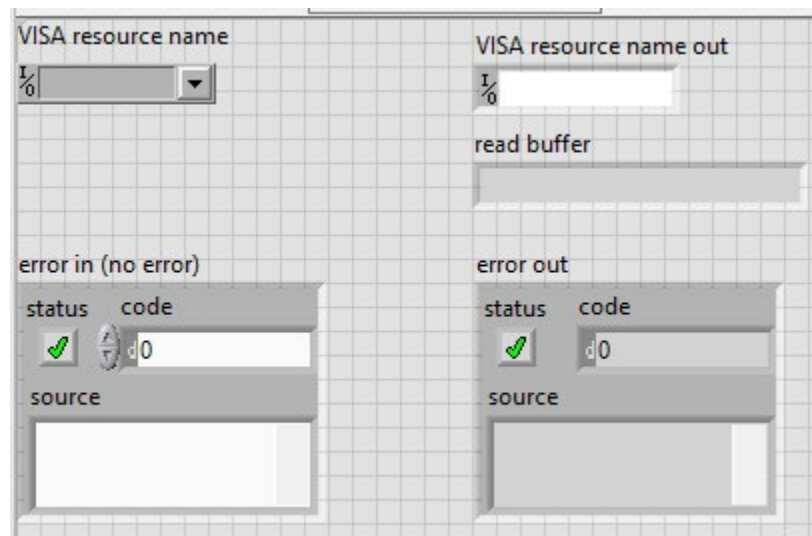 VISA resource name
VISA resource name out
I/O
I/O
read buffer
error in (no error)
error out
status code
status code
d 0
d 0
source
source